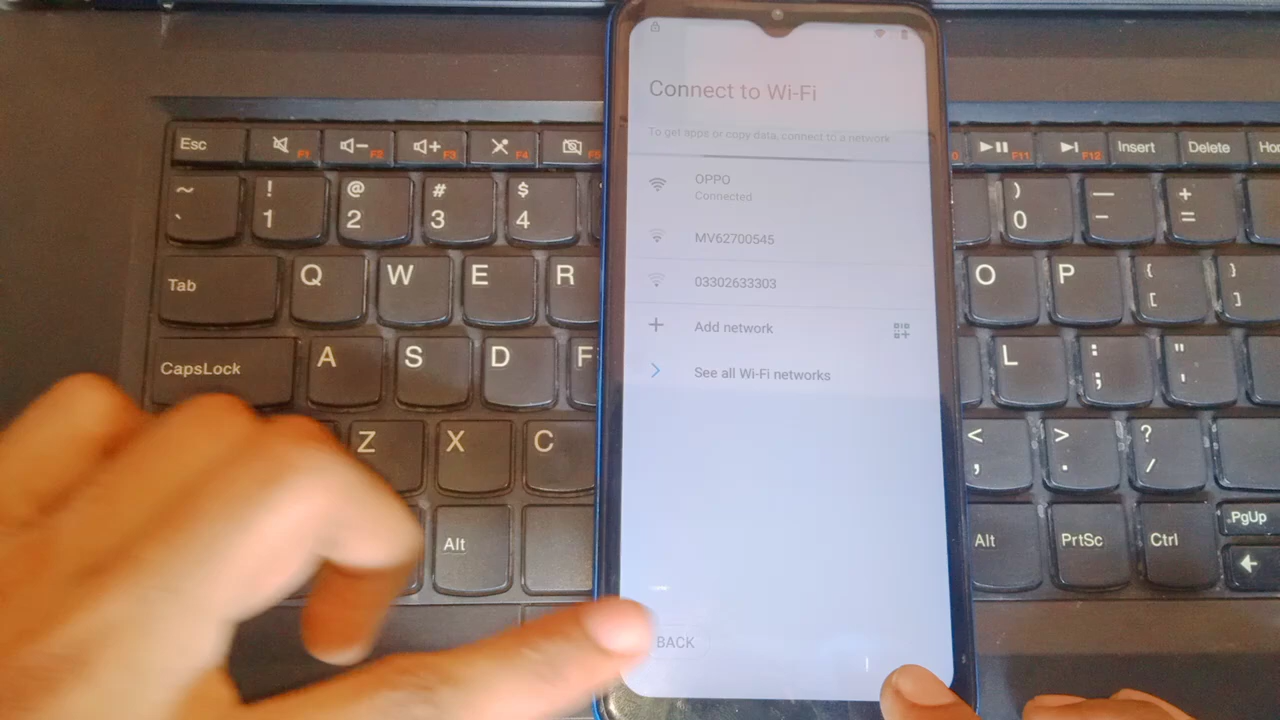 Connect to Wi-Fi
To get apps or copy data, connect to a network
OPPO
Connected
MV62700545
03302633303
Add network
See all Wi-Fi networks
BACK
Esc F1 F2 F3 F4 F5
~ ! @ # $
` 1 2 3 4
Tab Q W E R
CapsLock A S D F
Z X C
Alt
0 F11 F12 Insert Delete Ho
) — +
0 - =
O P { }
[ ]
L : "
; '
< > ?
, . /
Alt PrtSc Ctrl PgUp